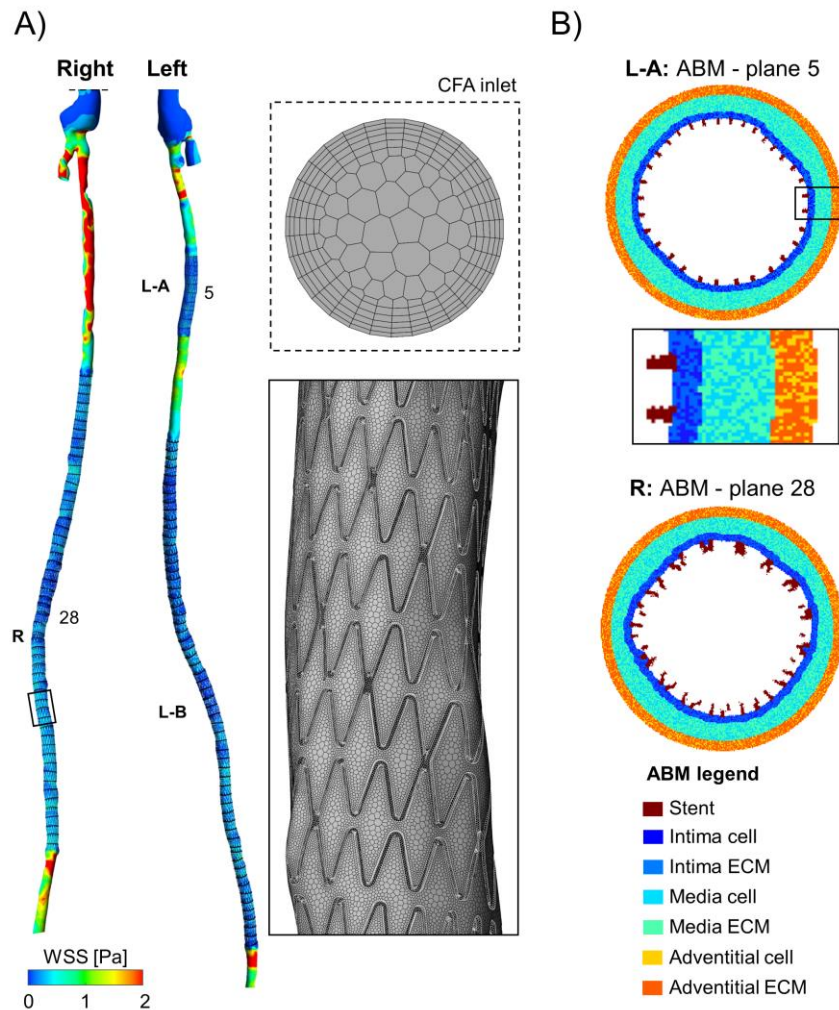 A)
B)
Right Left
CFA inlet
L-A: ABM - plane 5
L-A
5
R: ABM - plane 28
28
R
L-B
ABM legend
Stent
Intima cell
Intima ECM
Media cell
Media ECM
Adventitial cell
Adventitial ECM
WSS [Pa]
0 1 2